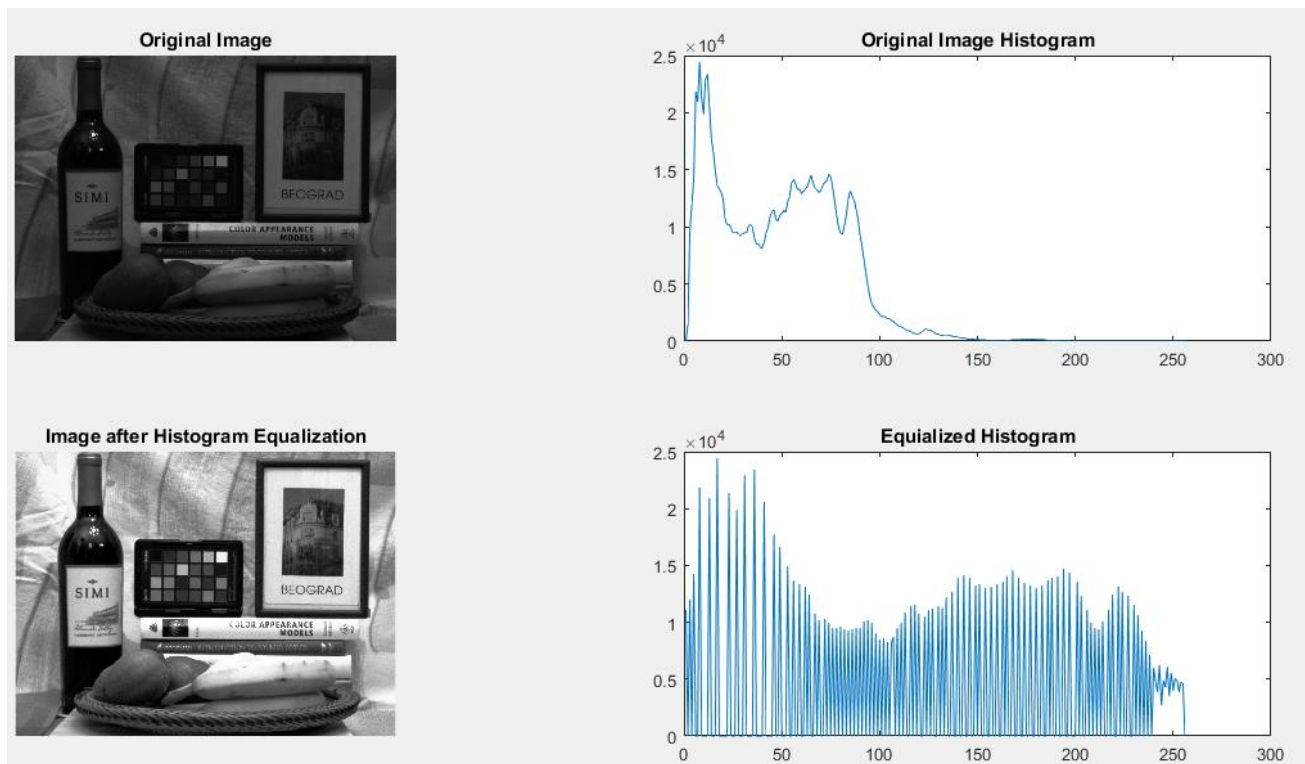 Original Image
SIMI
BEOGRAD
COLOR APPEARANCE
MODELS
Original Image Histogram
×10^4
2.5
2
1.5
1
0.5
0
0 50 100 150 200 250 300
Image after Histogram Equalization
SIMI
BEOGRAD
COLOR APPEARANCE
MODELS
Equialized Histogram
×10^4
2.5
2
1.5
1
0.5
0
0 50 100 150 200 250 300